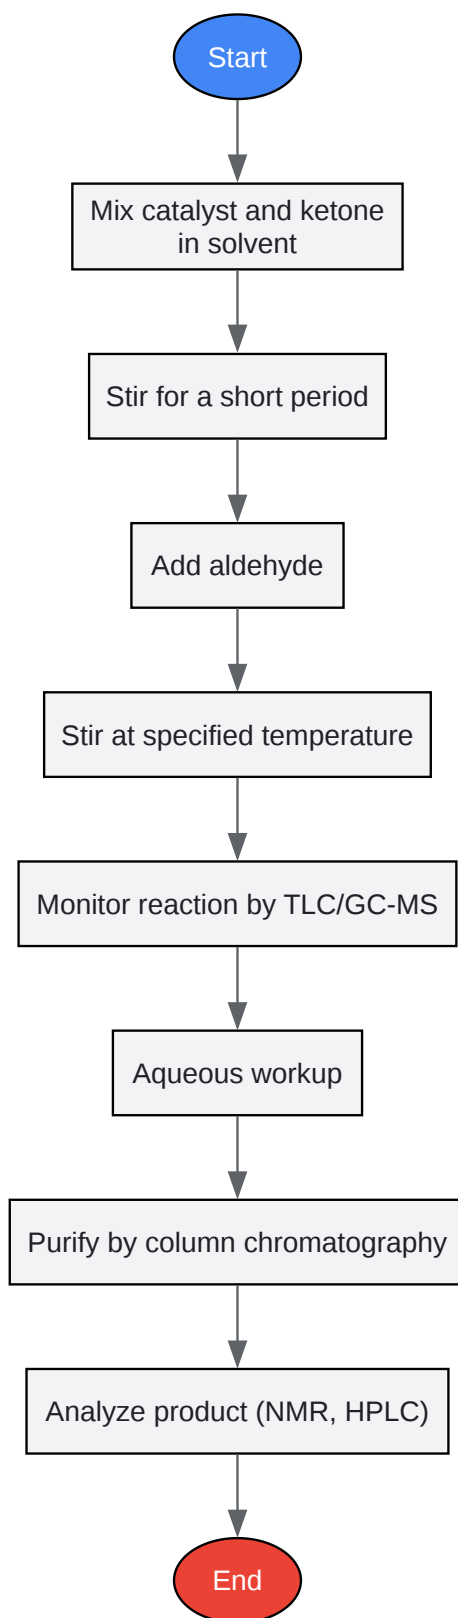 Start
Mix catalyst and ketone
in solvent
Stir for a short period
Add aldehyde
Stir at specified temperature
Monitor reaction by TLC/GC-MS
Aqueous workup
Purify by column chromatography
Analyze product (NMR, HPLC)
End